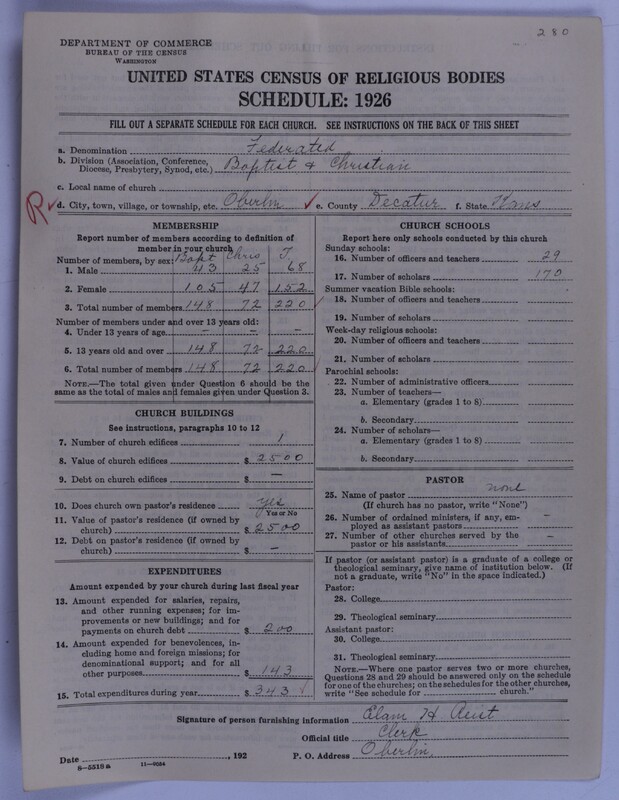 280
DEPARTMENT OF COMMERCE
BUREAU OF THE CENSUS
WASHINGTON
UNITED STATES CENSUS OF RELIGIOUS BODIES
SCHEDULE: 1926
FILL OUT A SEPARATE SCHEDULE FOR EACH CHURCH. SEE INSTRUCTIONS ON THE BACK OF THIS SHEET
a. Denomination Federated
b. Division (Association, Conference, Diocese, Presbytery, Synod, etc.) Baptist & Christian
c. Local name of church
R d. City, town, village, or township, etc. Oberlin e. County Decatur f. State Kans
MEMBERSHIP
Report number of members according to definition of
member in your church
Number of members, by sex: Bapt Chris T
1. Male 43 25 68
2. Female 105 47 152
3. Total number of members 148 72 220
Number of members under and over 13 years old:
4. Under 13 years of age — — —
5. 13 years old and over 148 72 220
6. Total number of members 148 72 220
NOTE.—The total given under Question 6 should be
same as the total of males and females given under Question 3.
CHURCH BUILDINGS
See instructions, paragraphs 10 to 12
7. Number of church edifices 1
8. Value of church edifices $ 2500
9. Debt on church edifices $ —
10. Does church own pastor's residence yes
Yes or No
11. Value of pastor's residence (if owned by
church) $ 2500
12. Debt on pastor's residence (if owned by
church) $ —
EXPENDITURES
Amount expended by your church during last fiscal year
13. Amount expended for salaries, repairs,
and other running expenses; for im-
provements or new buildings; and for
payments on church debt $ 200
14. Amount expended for benevolences, in-
cluding home and foreign missions; for
denominational support; and for all
other purposes $ 143
15. Total expenditures during year $ 343
CHURCH SCHOOLS
Report here only schools conducted by this church
Sunday schools:
16. Number of officers and teachers 29
17. Number of scholars 170
Summer vacation Bible schools:
18. Number of officers and teachers
19. Number of scholars
Week-day religious schools:
20. Number of officers and teachers
21. Number of scholars
Parochial schools:
22. Number of administrative officers
23. Number of teachers—
a. Elementary (grades 1 to 8)
b. Secondary
24. Number of scholars—
a. Elementary (grades 1 to 8)
b. Secondary
PASTOR
25. Name of pastor none
(If church has no pastor, write "None")
26. Number of ordained ministers, if any, em-
ployed as assistant pastors —
27. Number of other churches served by the
pastor or his assistants —
If pastor (or assistant pastor) is a graduate of a college or
theological seminary, give name of institution below. (If
not a graduate, write "No" in the space indicated.)
Pastor:
28. College
29. Theological seminary
Assistant pastor:
30. College
31. Theological seminary
NOTE.—Where one pastor serves two or more churches,
Questions 28 and 29 should be answered only on the schedule
for one of the churches; on the schedules for the other churches,
write "See schedule for church."
Signature of person furnishing information Elam H
Official title Clerk
Date , 192 P. O. Address Oberlin
6—5518a 11—9034